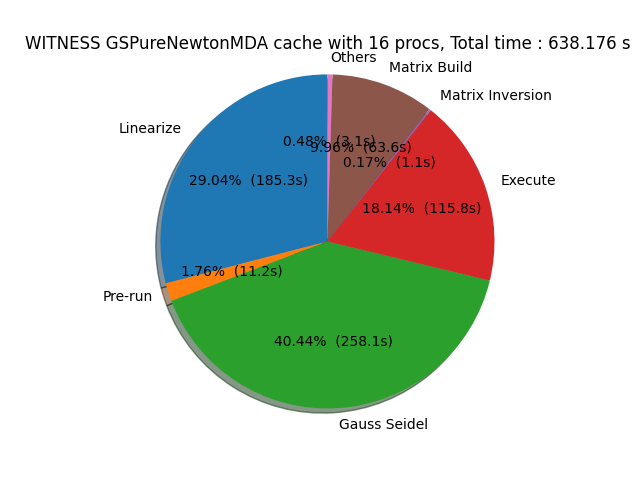 WITNESS GSPureNewtonMDA cache with 16 procs, Total time : 638.176 s
Others
Matrix Build
Matrix Inversion
Linearize
0.48%  (3.1s)
9.96%  (63.6s)
0.17%  (1.1s)
29.04%  (185.3s)
Execute
18.14%  (115.8s)
1.76%  (11.2s)
Pre-run
40.44%  (258.1s)
Gauss Seidel